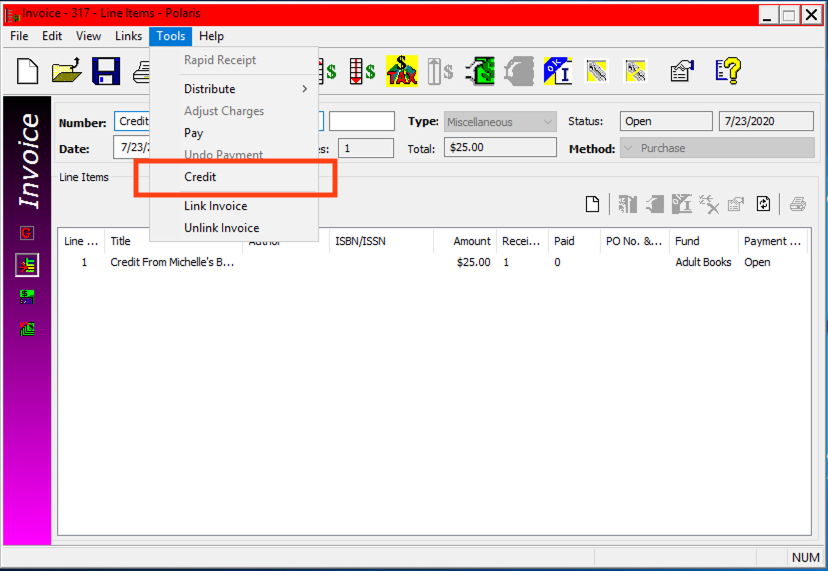 Invoice - 317 - Line Items - Polaris
File Edit View Links Tools Help
Rapid Receipt
Distribute
Adjust Charges
Pay
Undo Payment
Credit
Link Invoice
Unlink Invoice
Invoice
Number: Credit Type: Miscellaneous Status: Open 7/23/2020
Date: 7/23/ 1 Total: $25.00 Method: Purchase
Line Items
Line ... Title Author ISBN/ISSN Amount Recei... Paid PO No. &... Fund Payment ...
1 Credit From Michelle's B... $25.00 1 0 Adult Books Open
NUM